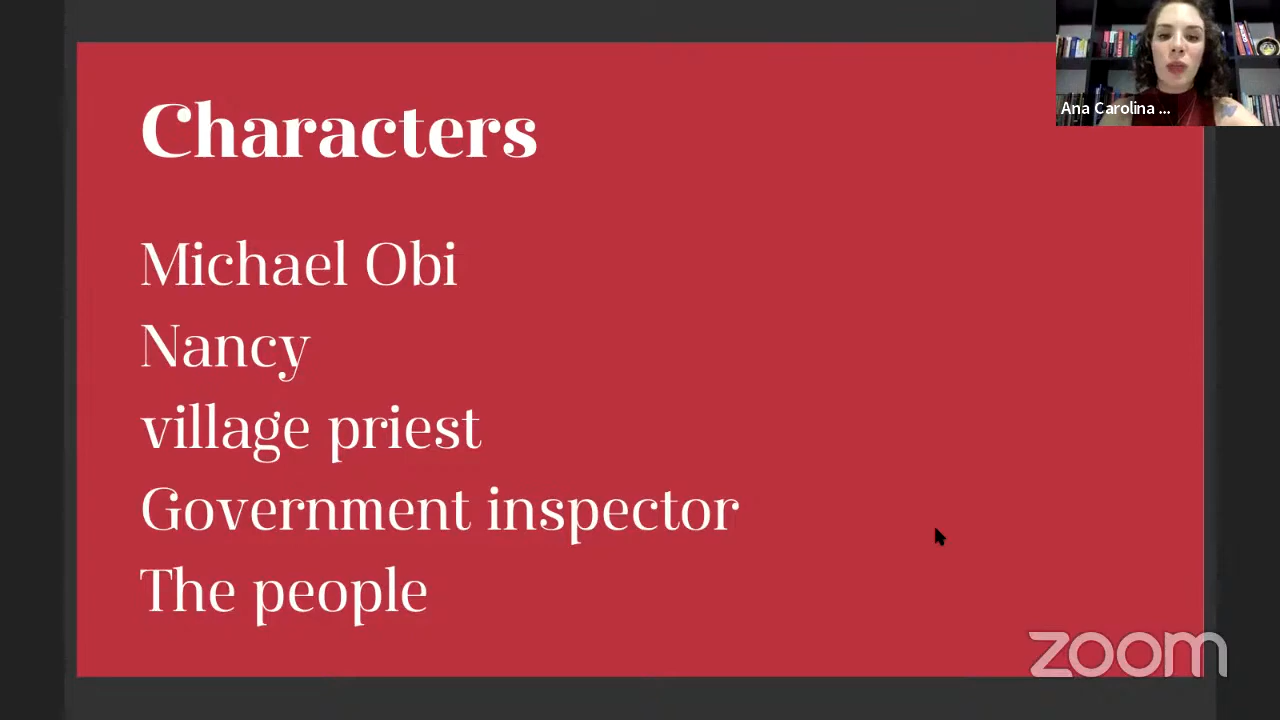 Characters
Michael Obi
Nancy
village priest
Government inspector
The people
Ana Carolina ...
zoom